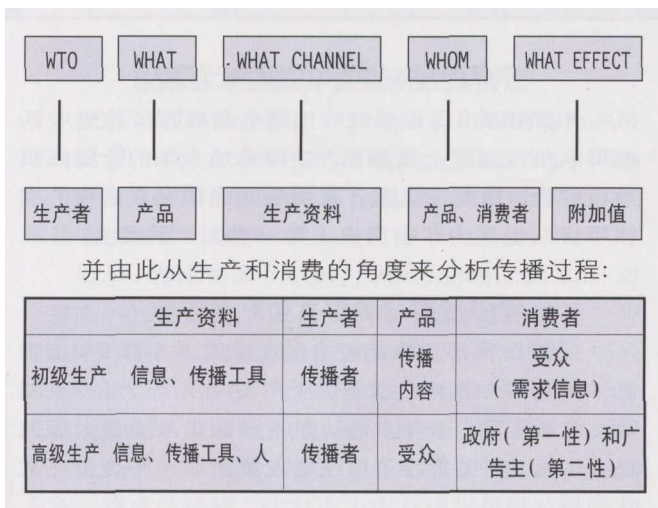 WTO WHAT WHAT CHANNEL WHOM WHAT EFFECT
生产者 产品 生产资料 产品、消费者 附加值
并由此从生产和消费的角度来分析传播过程:
生产资料 生产者 产品 消费者
初级生产 信息、传播工具 传播者 传播内容 受众需求信息)
高级生产 信息、传播工具、人 传播者 受众 政府( 第一性) 和广告主( 第二性)